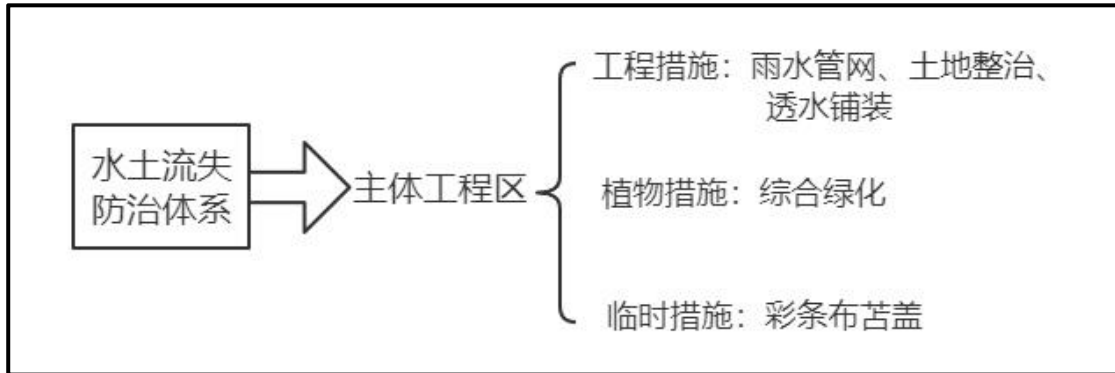 水土流失
防治体系
主体工程区
工程措施：雨水管网、土地整治、
透水铺装
植物措施：综合绿化
临时措施：彩条布苫盖